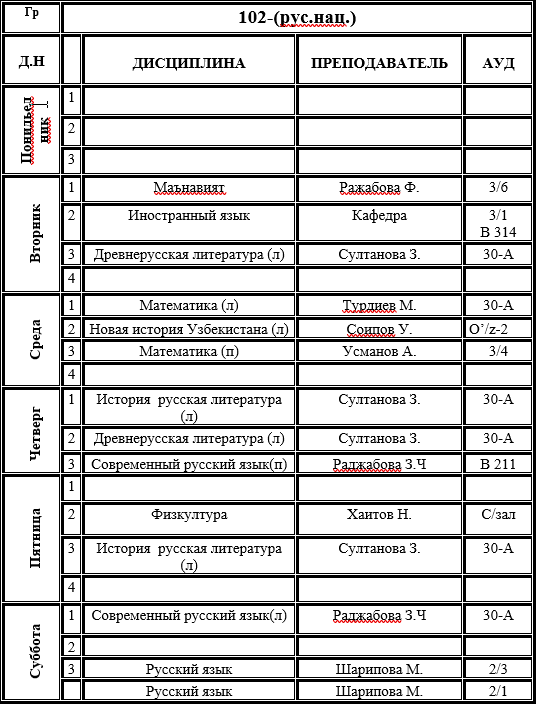 Гр 102-(рус.нац.)
Д.Н ДИСЦИПЛИНА ПРЕПОДАВАТЕЛЬ АУД
Понидьед
ник
1
2
3
Вторник
1 Маънавият Ражабова Ф. 3/6
2 Иностранный язык Кафедра 3/1
В 314
3 Древнерусская литература (л) Султанова З. 30-А
4
Среда
1 Математика (л) Турдиев М. 30-А
2 Новая история Узбекистана (л) Соипов У. O’/z-2
3 Математика (п) Усманов А. 3/4
4
Четверг
1 История русская литература
(л) Султанова З. 30-А
2 Древнерусская литература (л) Султанова З. 30-А
3 Современный русский язык(п) Раджабова З.Ч В 211
Пятница
1
2 Физкултура Хаитов Н. С/зал
3 История русская литература
(л) Султанова З. 30-А
4
Суббота
1 Современный русский язык(л) Раджабова З.Ч 30-А
2
3 Русский язык Шарипова М. 2/3
Русский язык Шарипова М. 2/1